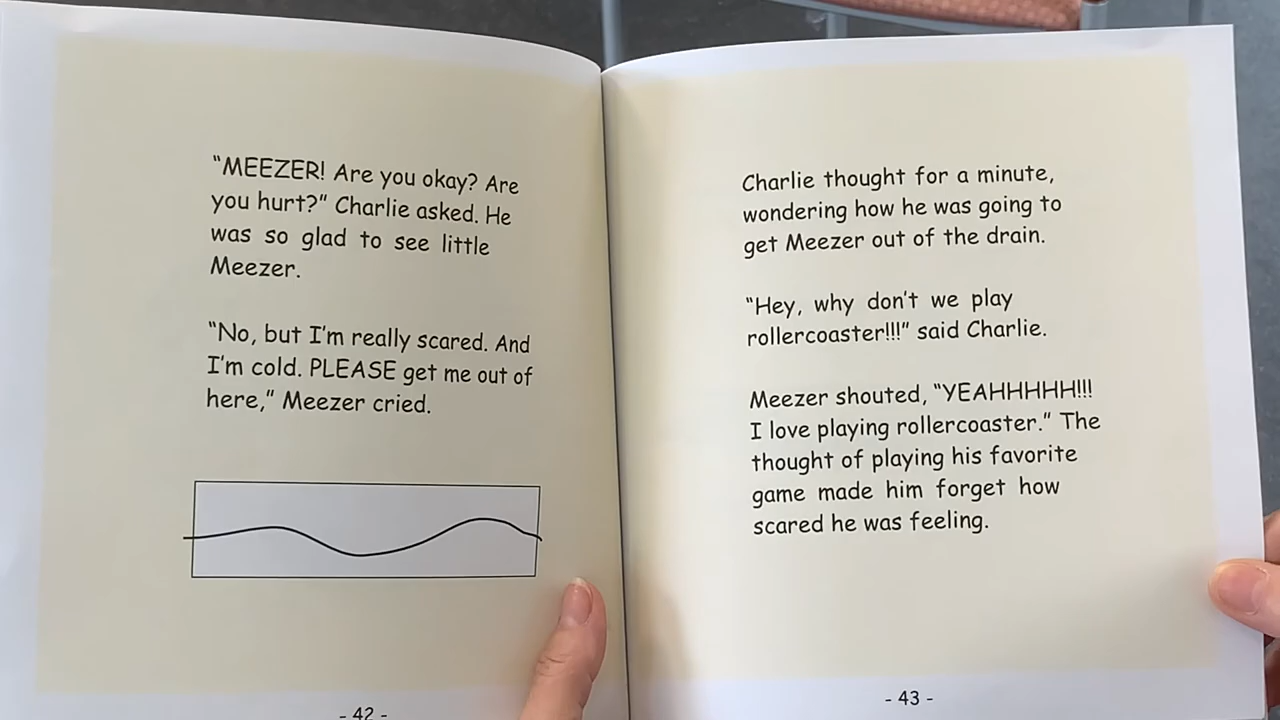 “MEEZER! Are you okay? Are
you hurt?” Charlie asked. He
was so glad to see little
Meezer.
“No, but I’m really scared. And
I’m cold. PLEASE get me out of
here,” Meezer cried.
- 42 -
Charlie thought for a minute,
wondering how he was going to
get Meezer out of the drain.
“Hey, why don’t we play
rollercoaster!!!” said Charlie.
Meezer shouted, “YEAHHHHH!!!
I love playing rollercoaster.” The
thought of playing his favorite
game made him forget how
scared he was feeling.
- 43 -